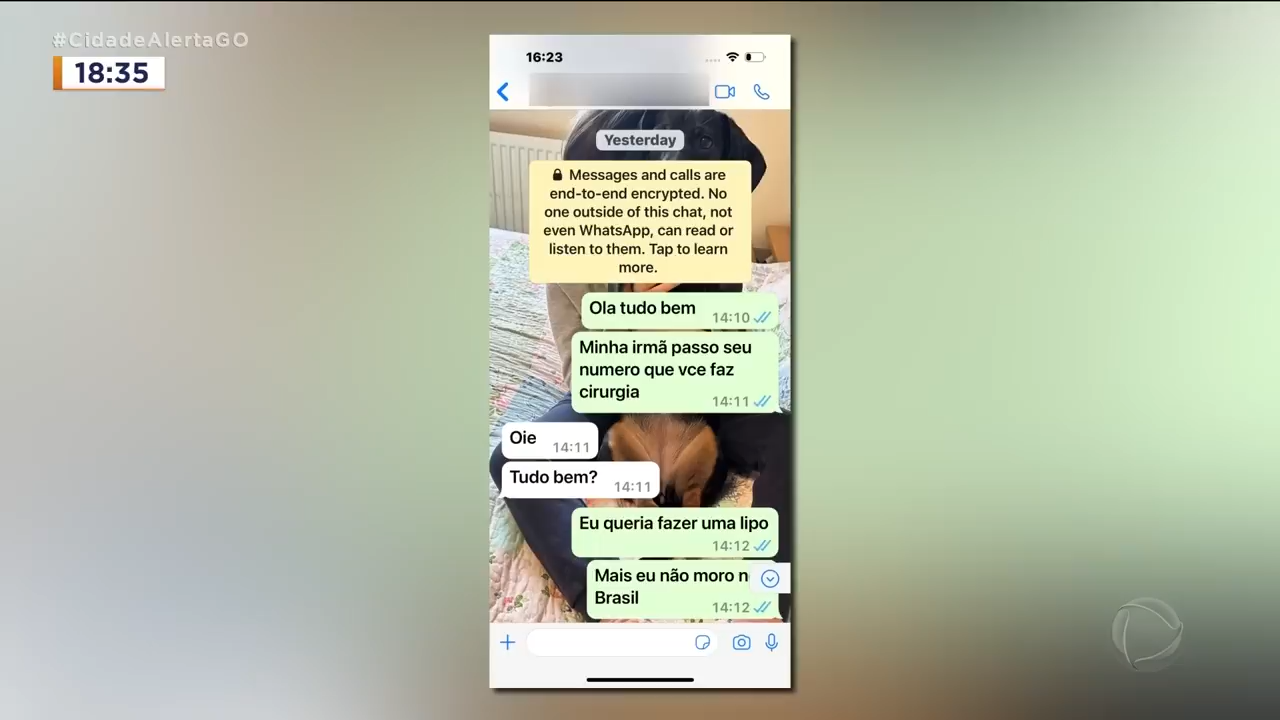 #CidadeAlertaGO
18:35
16:23
Yesterday
Messages and calls are
end-to-end encrypted. No
one outside of this chat, not
even WhatsApp, can read or
listen to them. Tap to learn
more.
Ola tudo bem
14:10
Minha irmã passo seu
numero que vce faz
cirurgia
14:11
Oie
14:11
Tudo bem?
14:11
Eu queria fazer uma lipo
14:12
Mais eu não moro n
Brasil
14:12